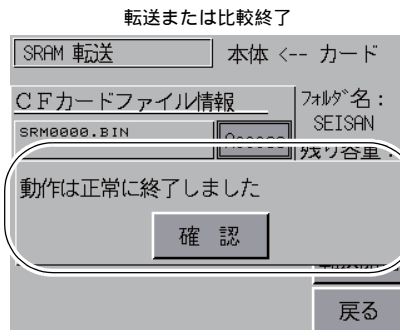 転送または比較終了
SRAM 転送
本体 <-- カード
CFカードファイル情報
ﾌｫﾙﾀﾞ名：
SEISAN
SRM0000.BIN
残り容量：
動作は正常に終了しました
確 認
戻る